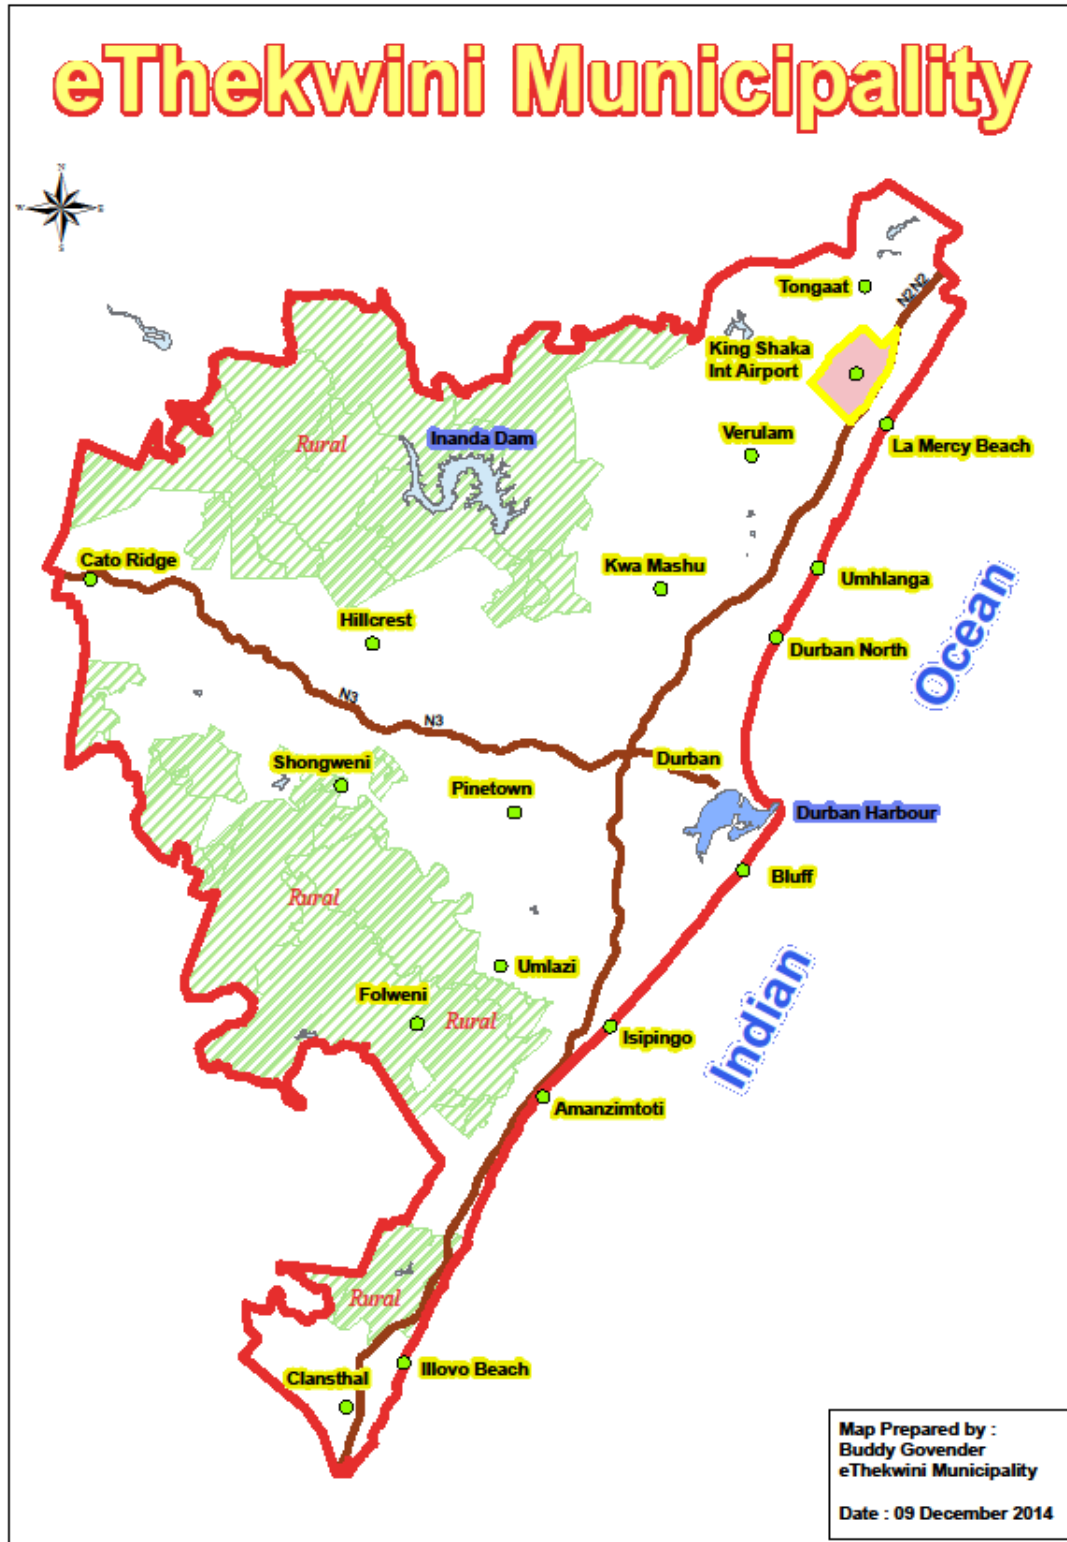 eThekwini Municipality
N
W
E
S
Tongaat
N2 N2
King Shaka
Int Airport
Rural
Inanda Dam
Verulam
La Mercy Beach
Cato Ridge
Kwa Mashu
Umhlanga
Ocean
Hillcrest
Durban North
N3
N3
Shongweni
Durban
Pinetown
Durban Harbour
Bluff
Rural
Umlazi
Folweni
Rural
Indian
Isipingo
Amanzimtoti
Rural
Clansthal
Illovo Beach
Map Prepared by :
Buddy Govender
eThekwini Municipality
Date : 09 December 2014